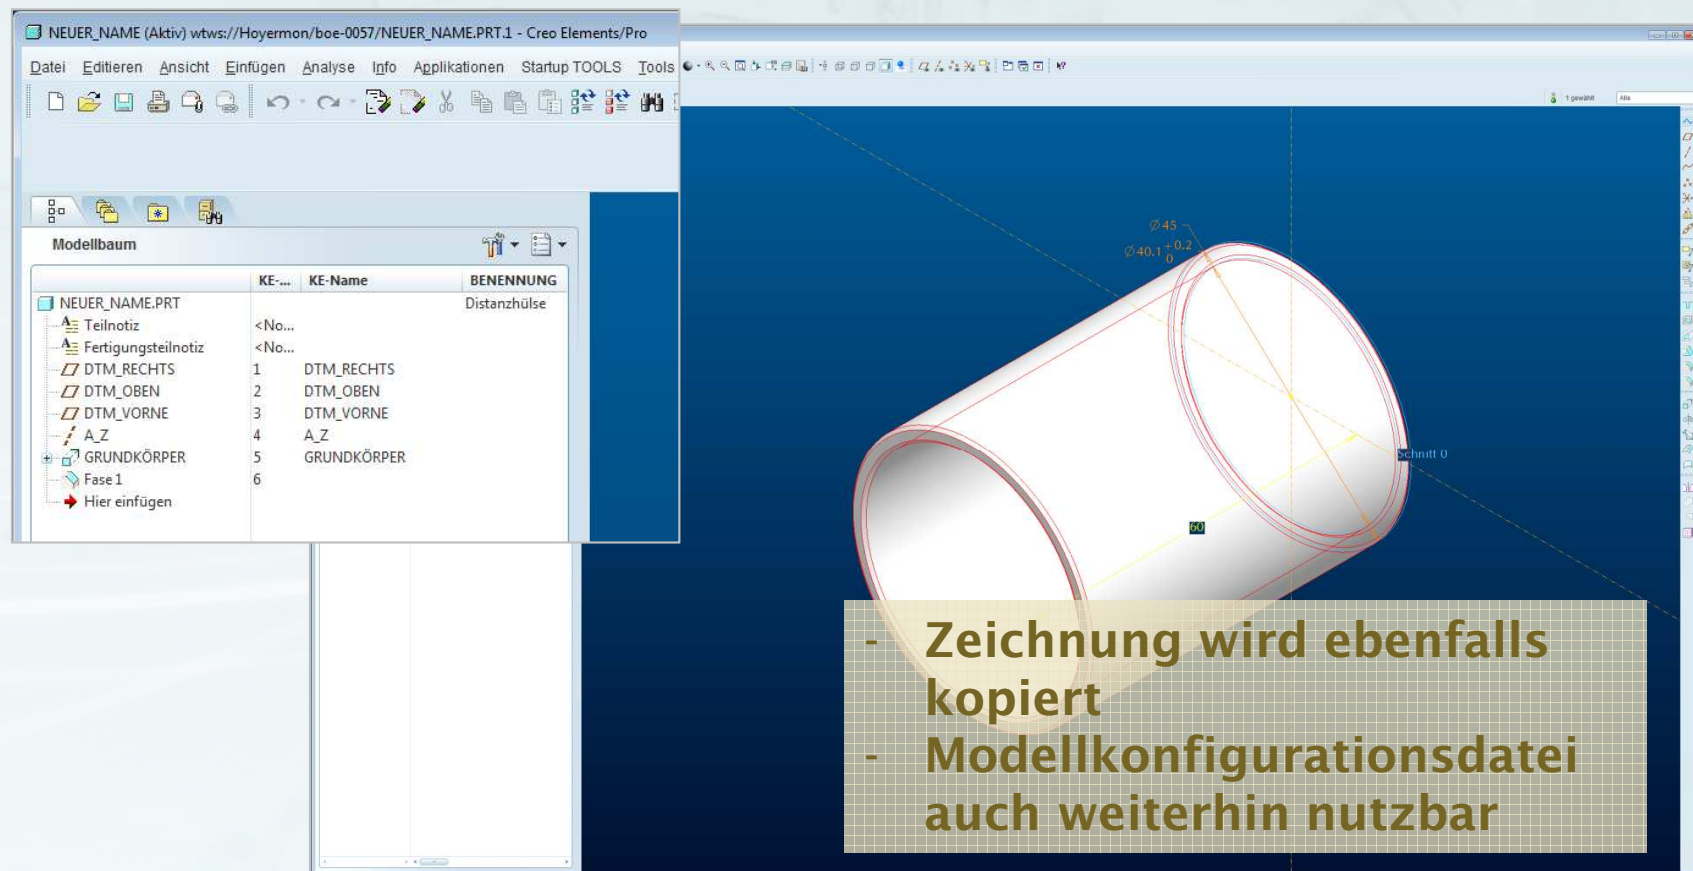 NEUER_NAME (Aktiv) wtws://Hoyermon/boe-0057/NEUER_NAME.PRT.1 - Creo Elements/Pro
Datei Editieren Ansicht Einfügen Analyse Info Applikationen Startup TOOLS Tools
1 gewählt Alle
Modellbaum
KE-... KE-Name BENENNUNG
NEUER_NAME.PRT Distanzhülse
Teilnotiz <No...
Fertigungsteilnotiz <No...
DTM_RECHTS 1 DTM_RECHTS
DTM_OBEN 2 DTM_OBEN
DTM_VORNE 3 DTM_VORNE
A_Z 4 A_Z
GRUNDKÖRPER 5 GRUNDKÖRPER
Fase 1 6
Hier einfügen
Ø45
Ø40.1 +0.2 0
Schnitt 0
60
- Zeichnung wird ebenfalls
kopiert
- Modellkonfigurationsdatei
auch weiterhin nutzbar